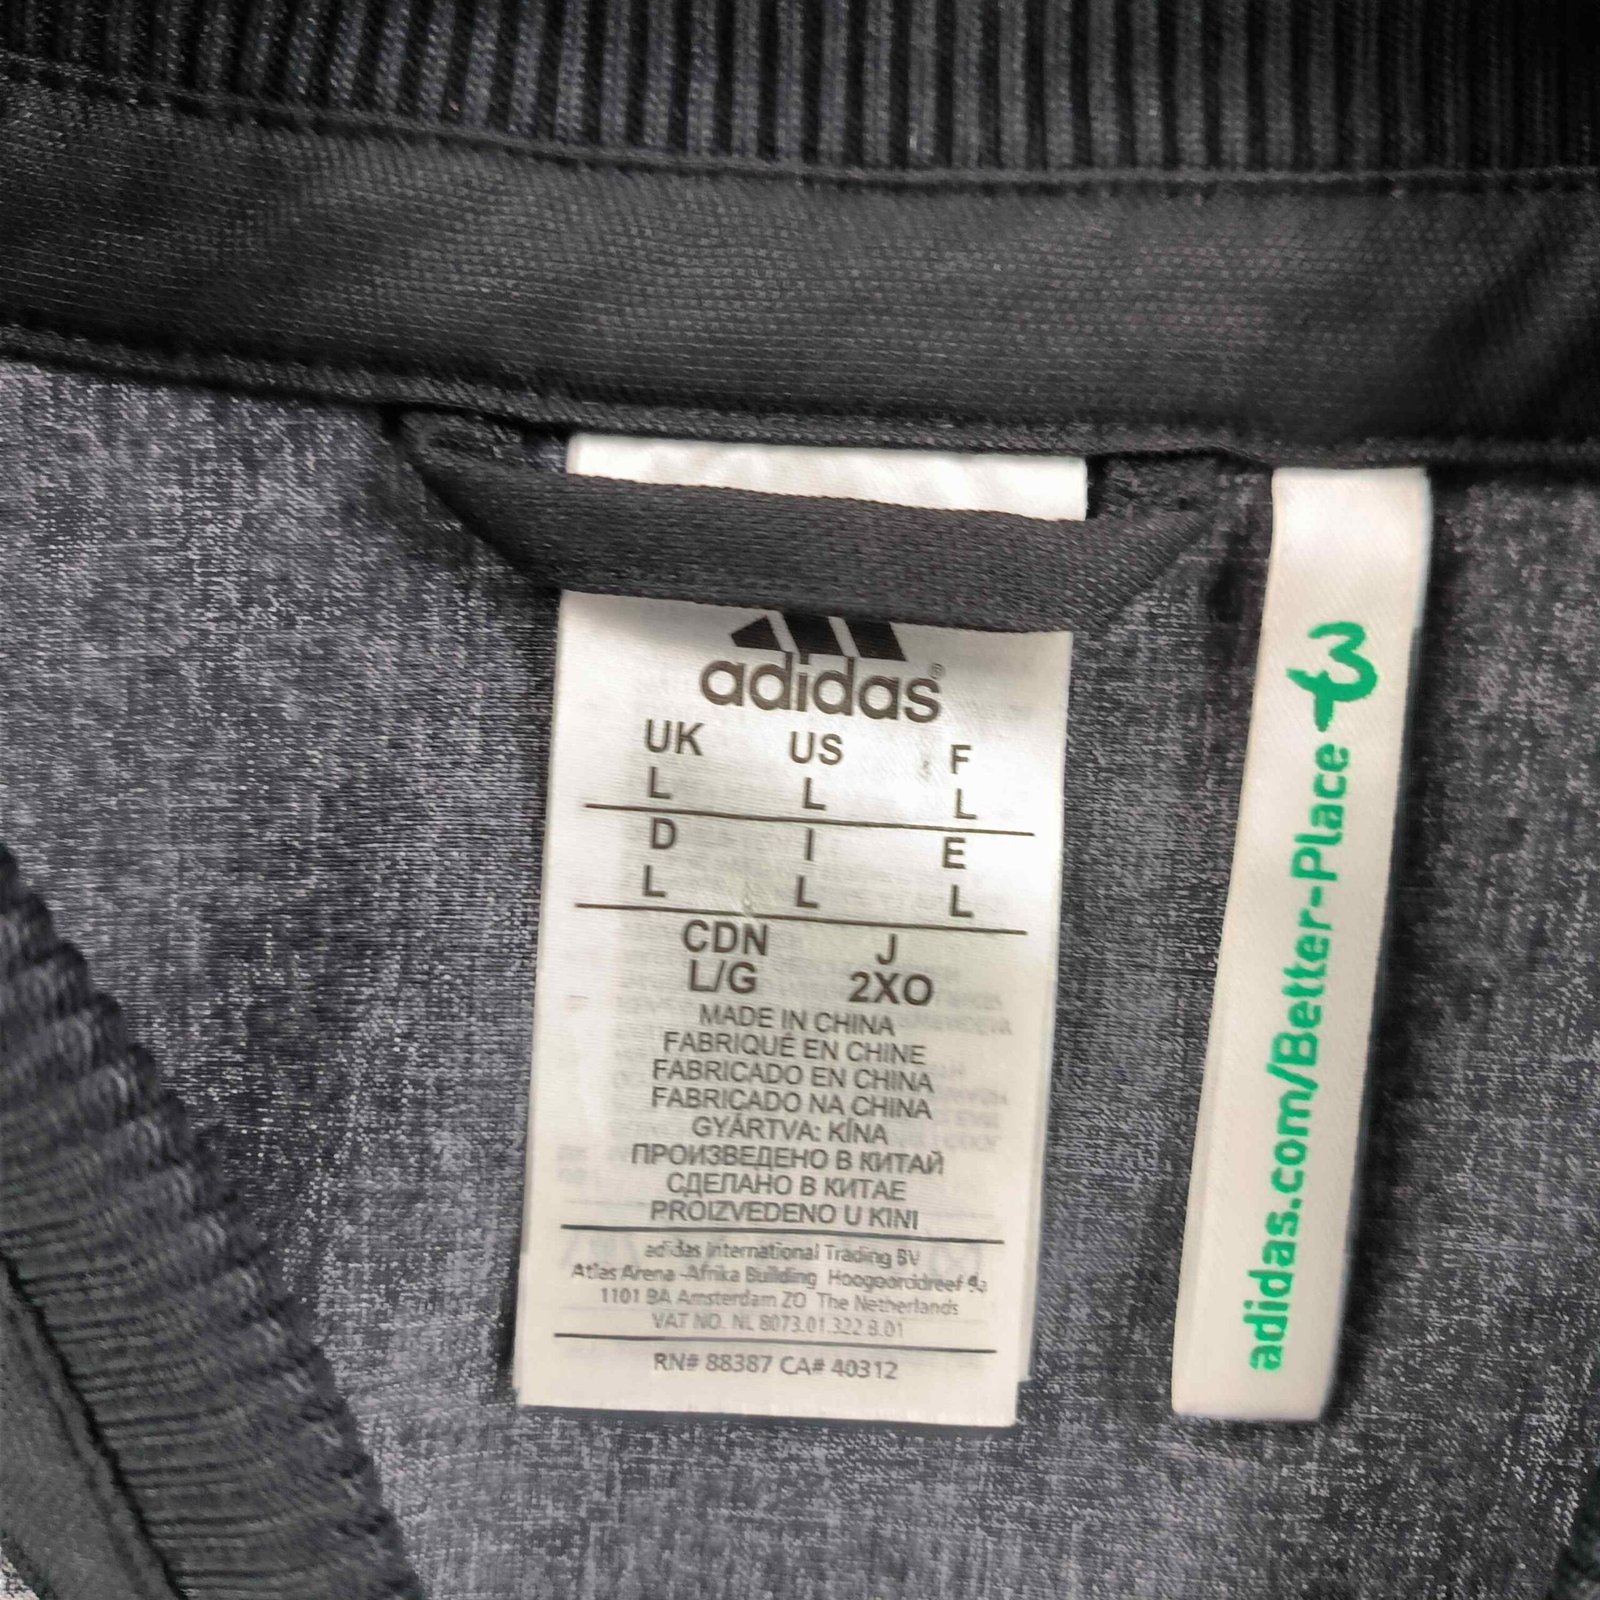 adidas®
UK US F
L L L
D I E
L L L
CDN J
L/G 2XO
MADE IN CHINA
FABRIQUÉ EN CHINE
FABRICADO EN CHINA
FABRICADO NA CHINA
GYÁRTVA: KÍNA
ПРОИЗВЕДЕНО В КИТАЙ
СДЕЛАНО В КИТАЕ
PROIZVEDENO U KINI
adidas International Trading BV
Atlas Arena -Afrika Building Hoogoorddreef 9a
1101 BA Amsterdam ZO The Netherlands
VAT NO. NL 8073.01.322.B.01
RN# 88387 CA# 40312
adidas.com/Better-Place